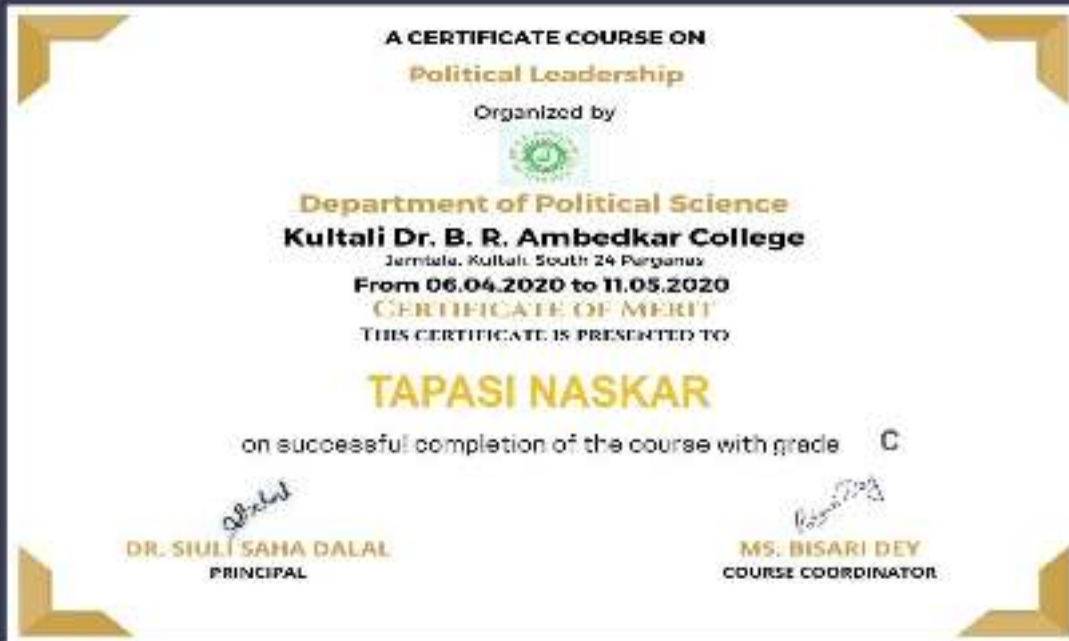 A CERTIFICATE COURSE ON
Political Leadership
Organized by
Department of Political Science
Kultali Dr. B. R. Ambedkar College
Jamtala, Kultali, South 24 Parganas
From 06.04.2020 to 11.05.2020
CERTIFICATE OF MERIT
THIS CERTIFICATE IS PRESENTED TO
TAPASI NASKAR
on successful completion of the course with grade C
DR. SIULI SAHA DALAL
PRINCIPAL
MS. BISARI DEY
COURSE COORDINATOR